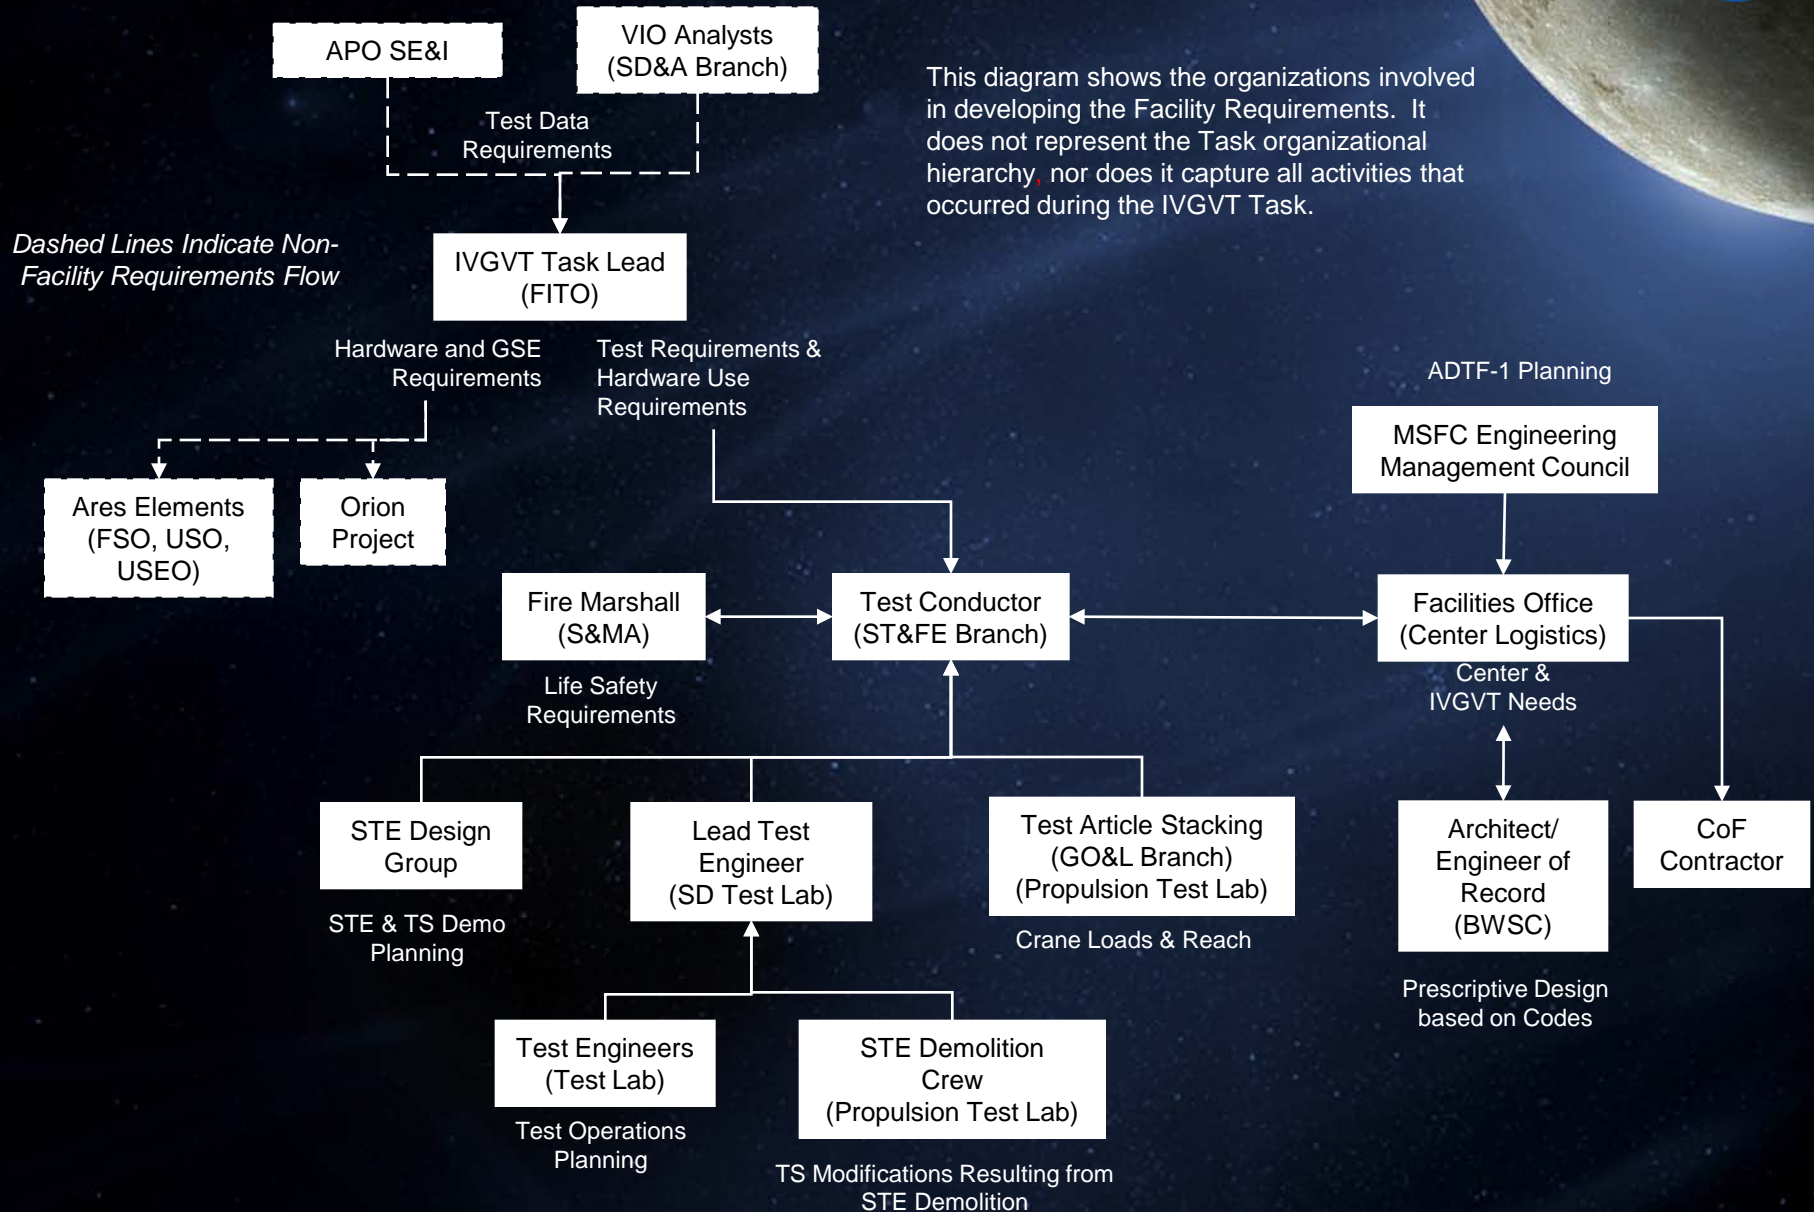 APO SE&I
VIO Analysts
(SD&A Branch)
This diagram shows the organizations involved
in developing the Facility Requirements.  It
does not represent the Task organizational
hierarchy, nor does it capture all activities that
occurred during the IVGVT Task.
Test Data
Requirements
Dashed Lines Indicate Non-
Facility Requirements Flow
IVGVT Task Lead
(FITO)
Hardware and GSE
Requirements
Test Requirements &
Hardware Use
Requirements
ADTF-1 Planning
MSFC Engineering
Management Council
Ares Elements
(FSO, USO,
USEO)
Orion
Project
Fire Marshall
(S&MA)
Test Conductor
(ST&FE Branch)
Facilities Office
(Center Logistics)
Life Safety
Requirements
Center &
IVGVT Needs
STE Design
Group
Lead Test
Engineer
(SD Test Lab)
Test Article Stacking
(GO&L Branch)
(Propulsion Test Lab)
Architect/
Engineer of
Record
(BWSC)
CoF
Contractor
STE & TS Demo
Planning
Crane Loads & Reach
Prescriptive Design
based on Codes
Test Engineers
(Test Lab)
STE Demolition
Crew
(Propulsion Test Lab)
Test Operations
Planning
TS Modifications Resulting from
STE Demolition